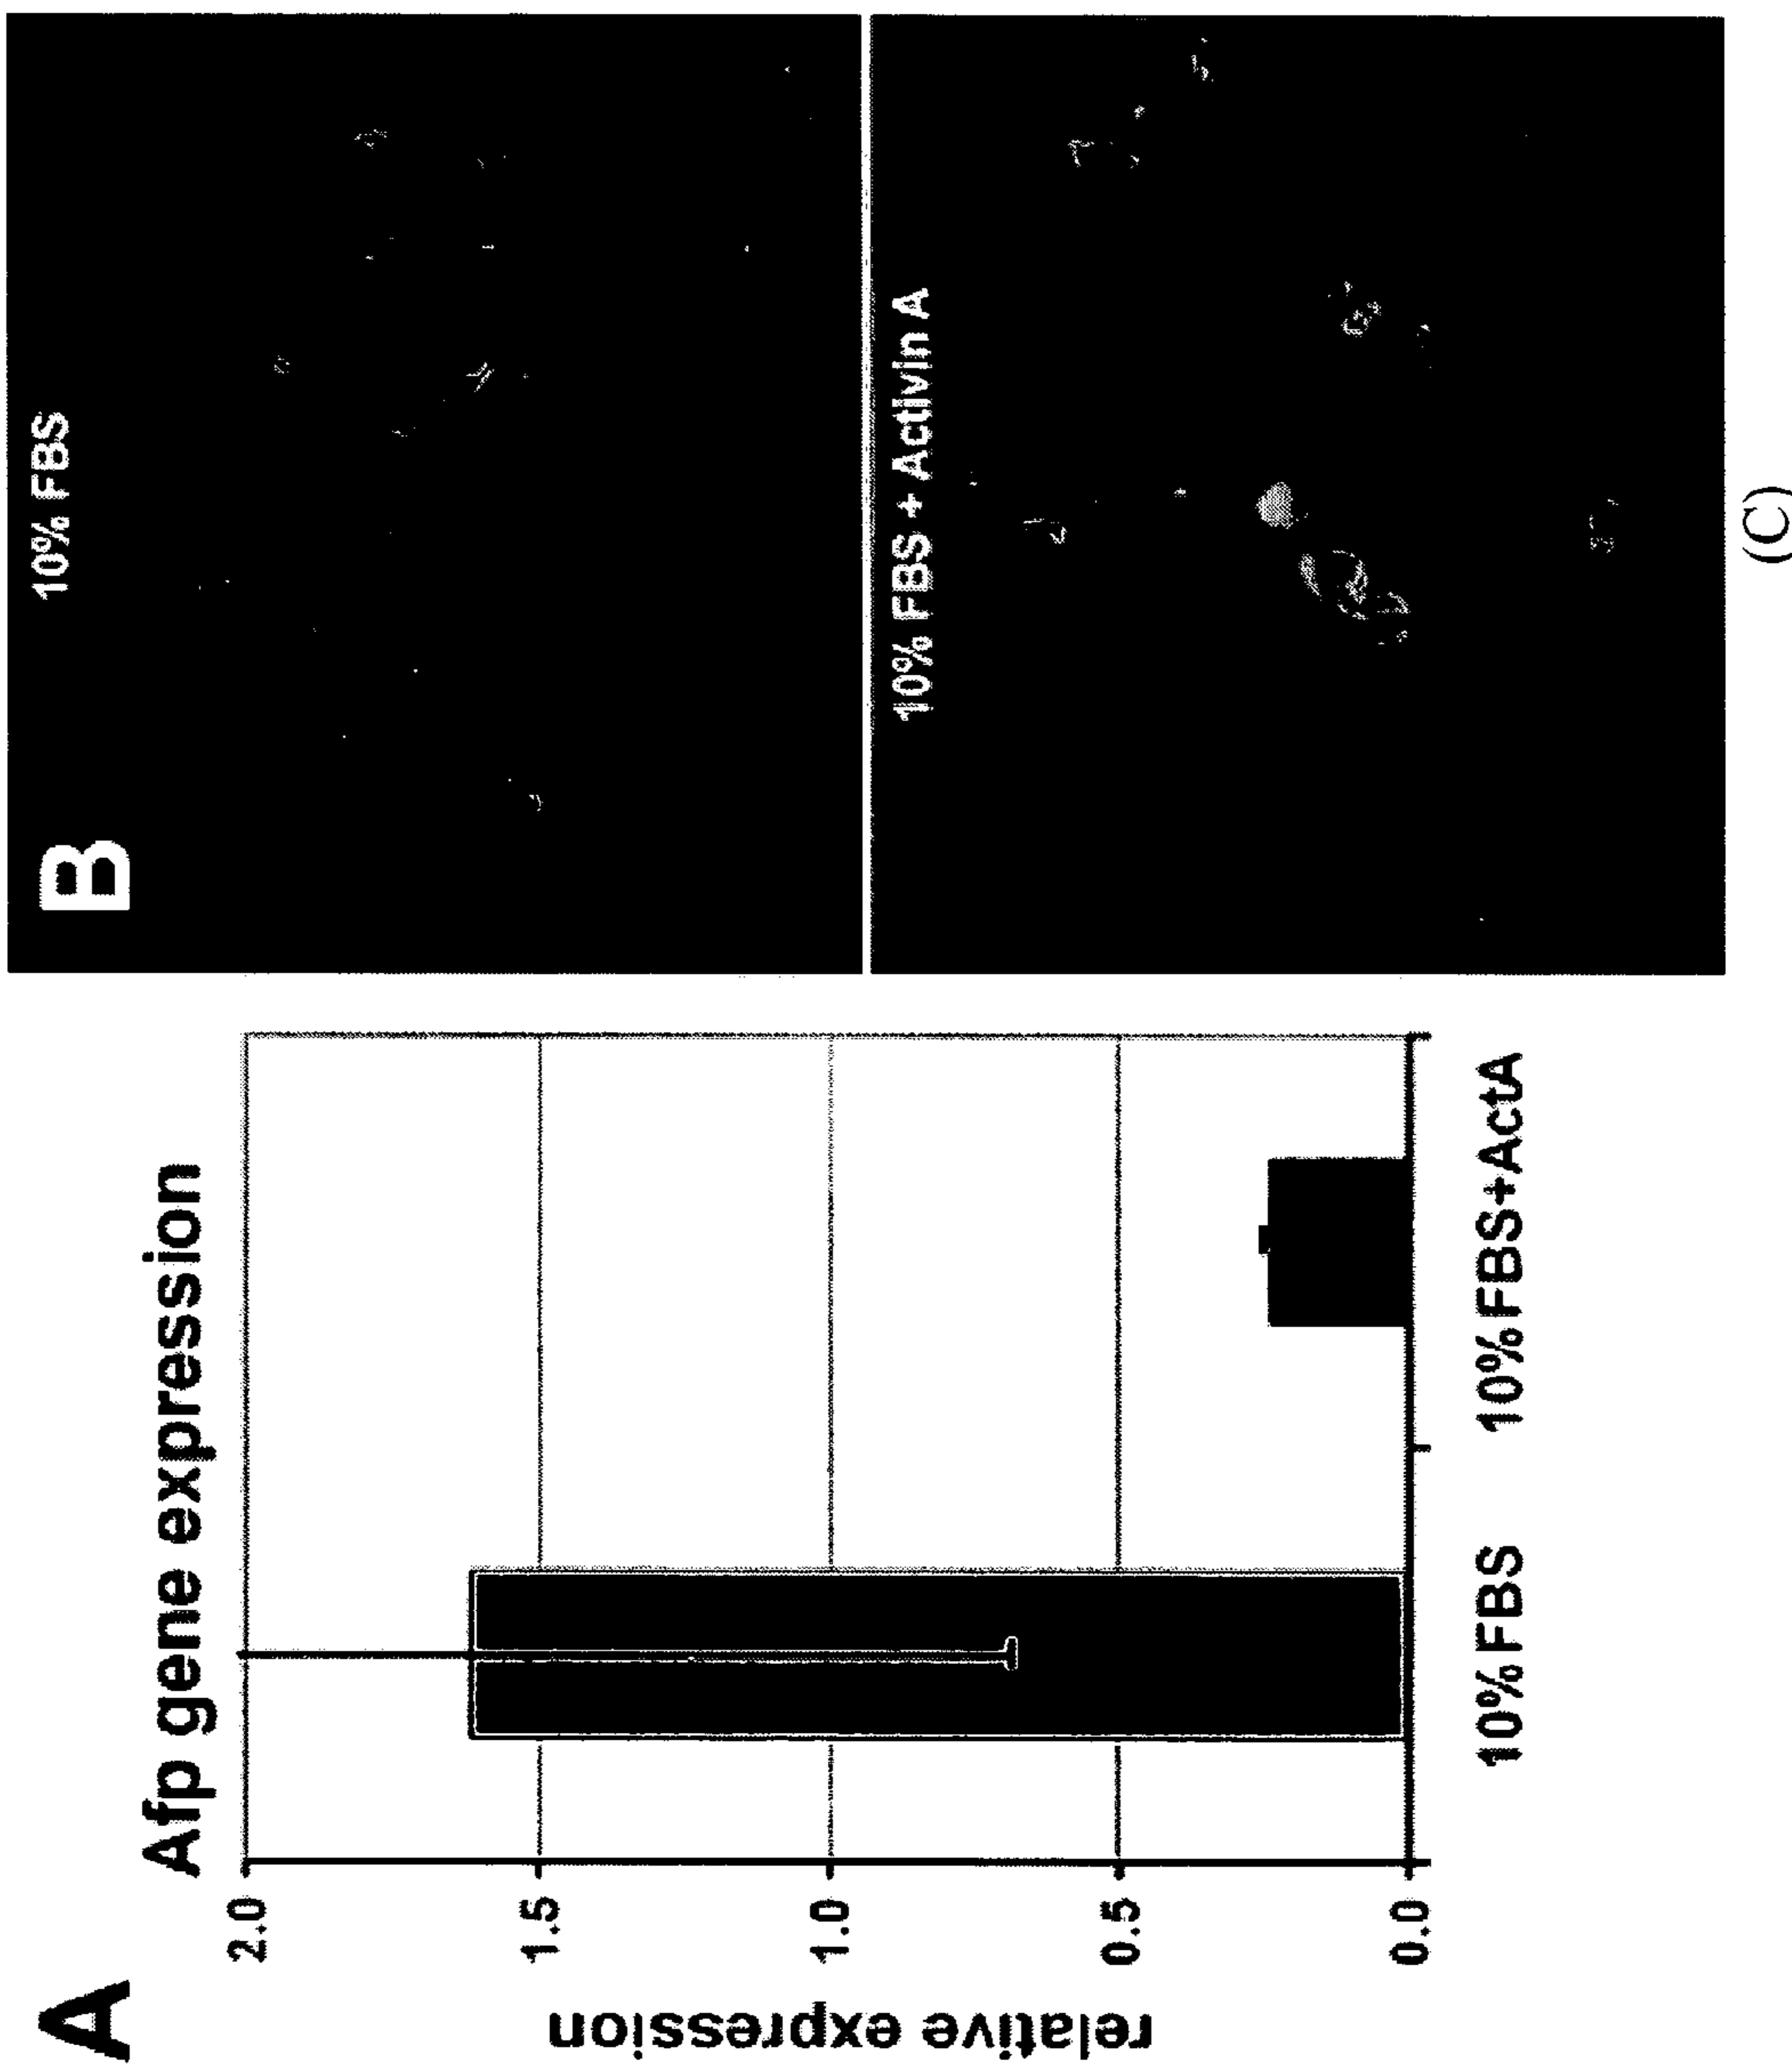 A
Afp gene expression
relative expression
2.0
1.5
1.0
0.5
0.0
10% FBS
10% FBS+ActA
B
10% FBS
10% FBS + Activin A
(C)